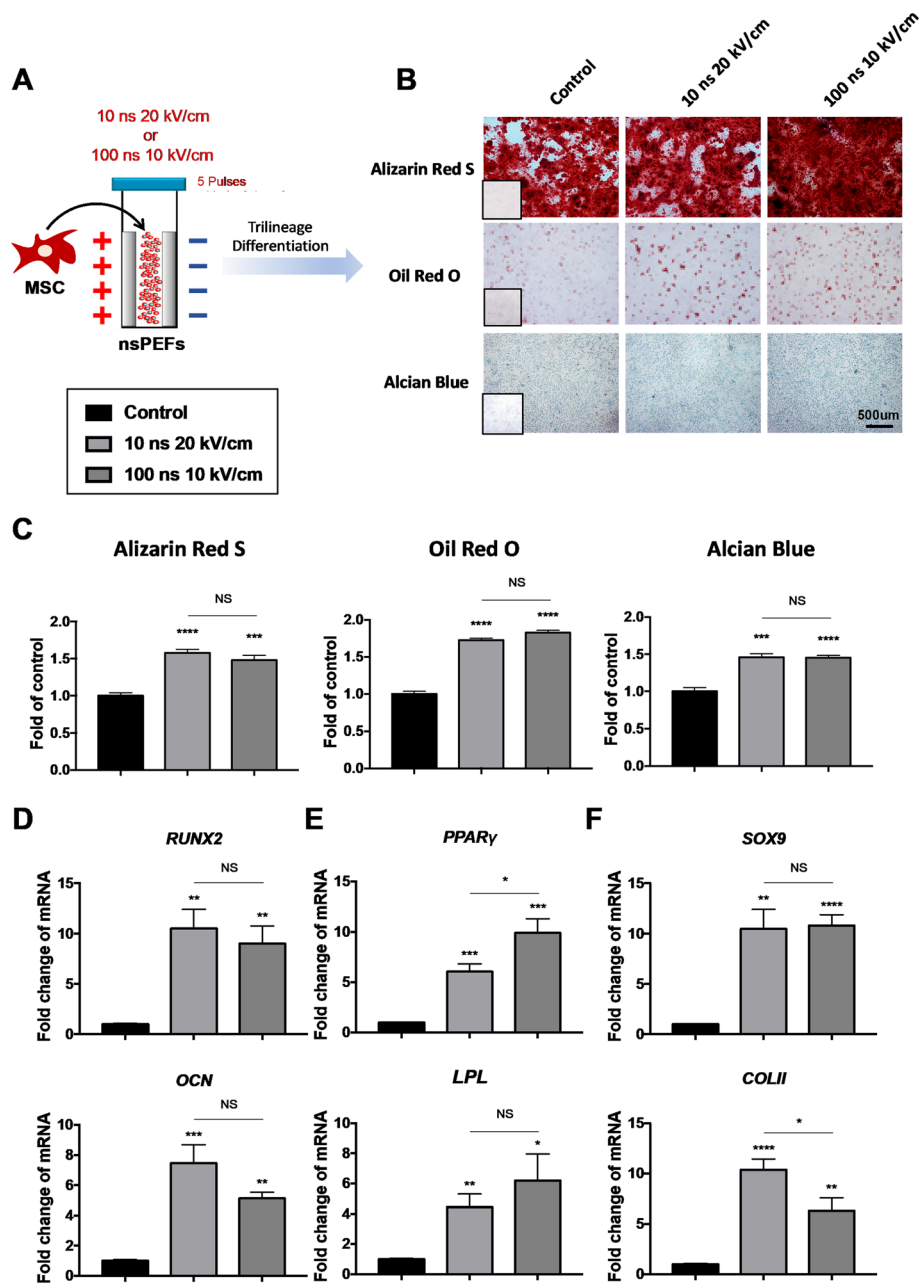 A
10 ns 20 kV/cm
or
100 ns 10 kV/cm
5 Pulses
MSC
+
+
+
+
nsPEFs
Trilineage
Differentiation
Control
10 ns 20 kV/cm
100 ns 10 kV/cm
B
Control
10 ns 20 kV/cm
100 ns 10 kV/cm
Alizarin Red S
Oil Red O
Alcian Blue
500um
C
Alizarin Red S
Fold of control
2.0
1.5
1.0
0.5
0.0
****
***
NS
Oil Red O
Fold of control
2.0
1.5
1.0
0.5
0.0
****
****
NS
Alcian Blue
Fold of control
2.0
1.5
1.0
0.5
0.0
***
****
NS
D
RUNX2
Fold change of mRNA
15
10
5
0
**
**
NS
OCN
Fold change of mRNA
10
8
6
4
2
0
***
**
NS
E
PPARγ
Fold change of mRNA
15
10
5
0
***
***
*
LPL
Fold change of mRNA
10
8
6
4
2
0
**
*
NS
F
SOX9
Fold change of mRNA
15
10
5
0
**
****
NS
COLII
Fold change of mRNA
15
10
5
0
****
**
*